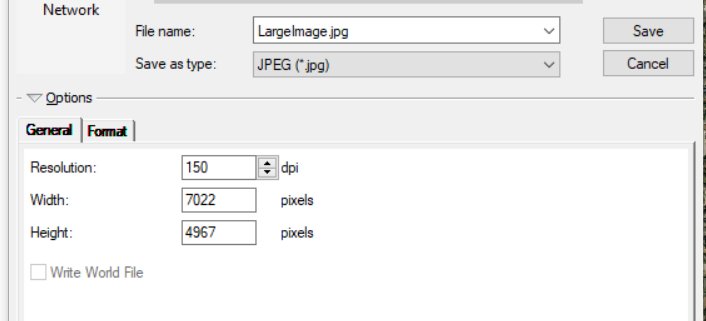 Network
File name: LargeImage.jpg Save
Save as type: JPEG (*.jpg) Cancel
Options
General Format
Resolution: 150 dpi
Width: 7022 pixels
Height: 4967 pixels
Write World File